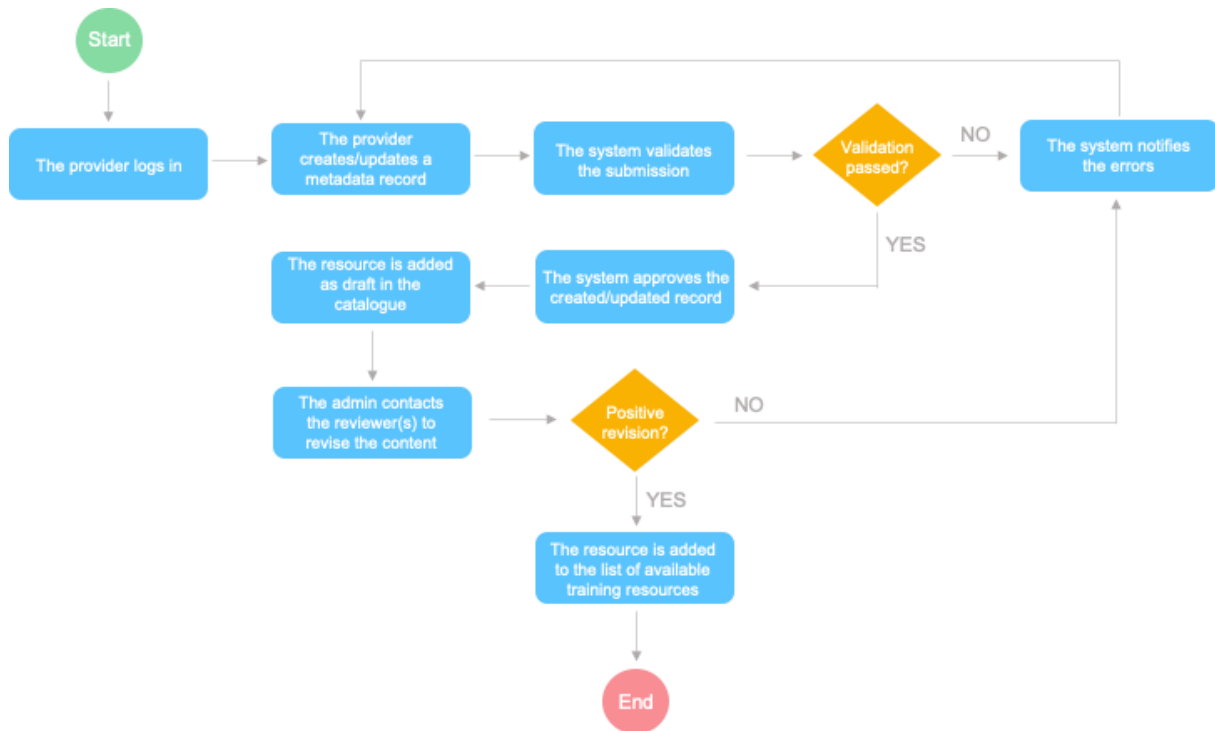 Start
The provider logs in
The provider
creates/updates a
metadata record
The system validates
the submission
Validation
passed?
NO
The system notifies
the errors
YES
The system approves the
created/updated record
The resource is added
as draft in the
catalogue
The admin contacts
the reviewer(s) to
revise the content
Positive
revision?
NO
YES
The resource is added
to the list of available
training resources
End